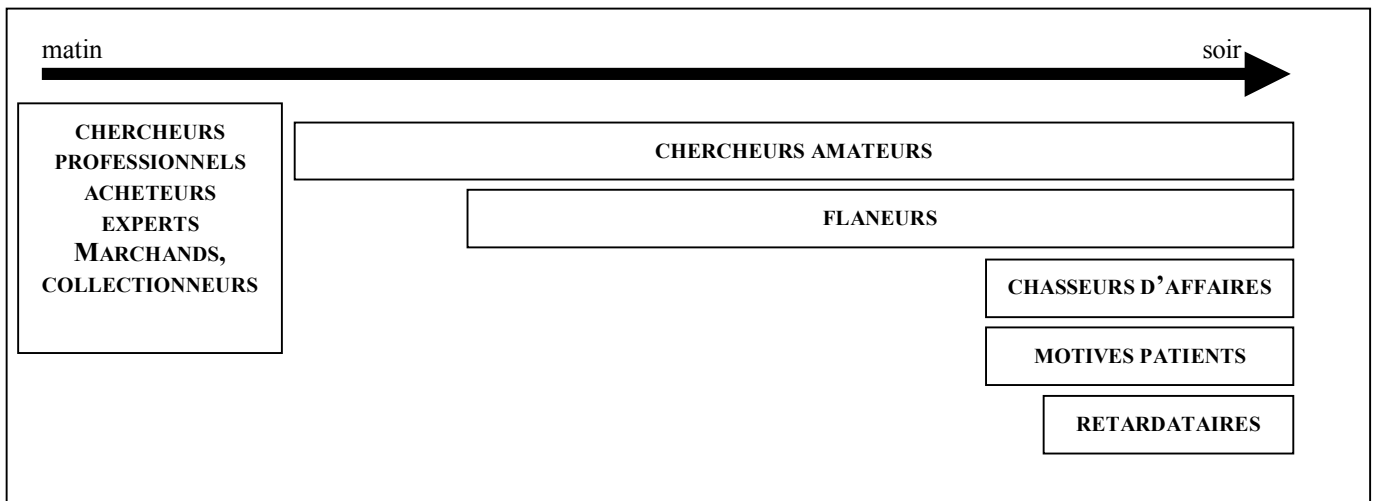 matin
soir
CHERCHEURS
PROFESSIONNELS
ACHETEURS
EXPERTS
MARCHANDS,
COLLECTIONNEURS
CHERCHEURS AMATEURS
FLANEURS
CHASSEURS D’AFFAIRES
MOTIVES PATIENTS
RETARDATAIRES